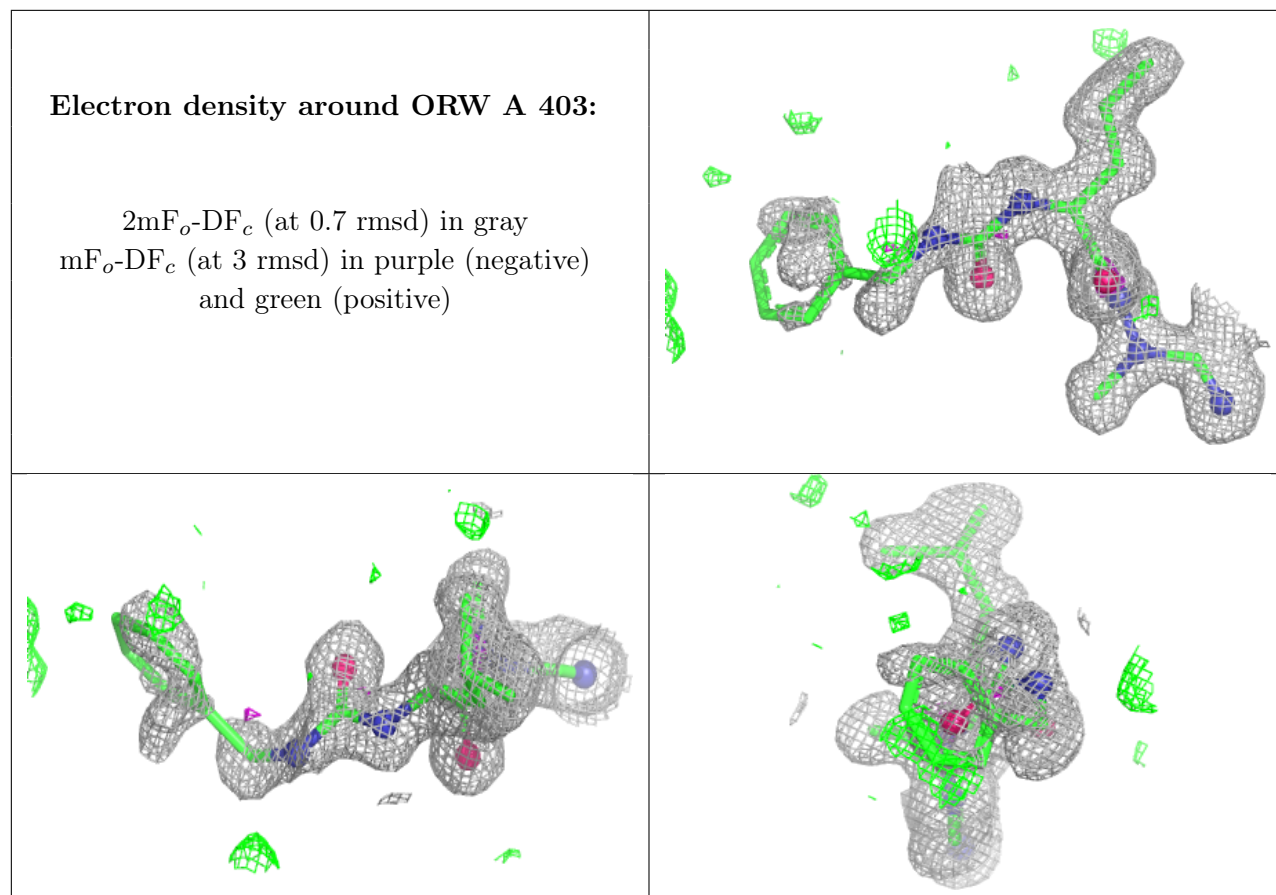 Electron density around ORW A 403:
2mFₒ-DF𝒸 (at 0.7 rmsd) in gray
mFₒ-DF𝒸 (at 3 rmsd) in purple (negative)
and green (positive)